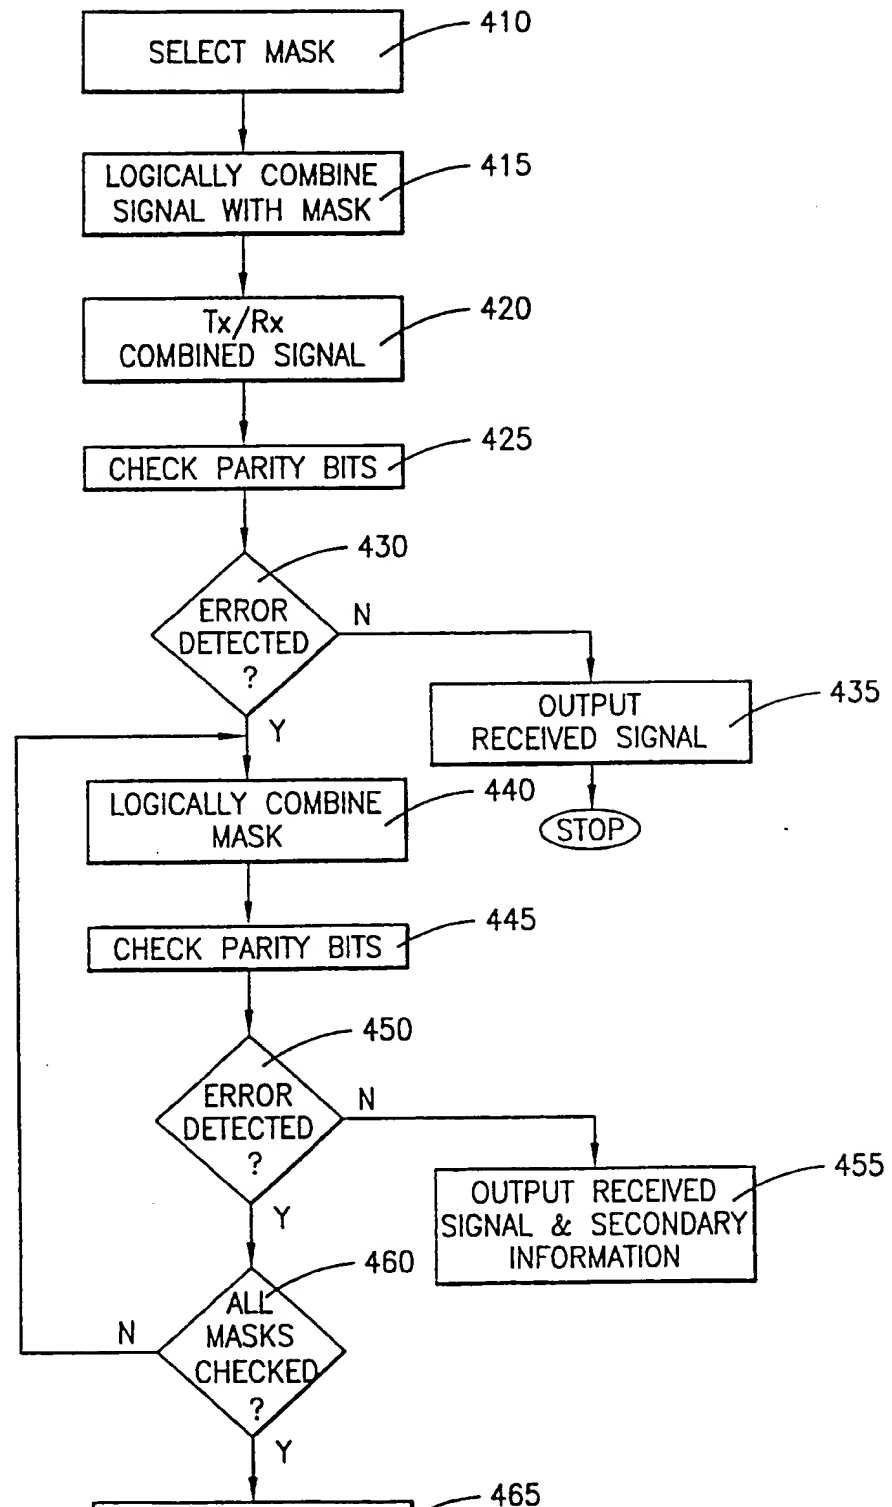 SELECT MASK
410
LOGICALLY COMBINE
SIGNAL WITH MASK
415
Tx/Rx
COMBINED SIGNAL
420
CHECK PARITY BITS
425
430
ERROR
DETECTED
?
N
Y
OUTPUT
RECEIVED SIGNAL
435
STOP
LOGICALLY COMBINE
MASK
440
CHECK PARITY BITS
445
450
ERROR
DETECTED
?
N
Y
OUTPUT RECEIVED
SIGNAL & SECONDARY
INFORMATION
455
460
ALL
MASKS
CHECKED
?
N
Y
465